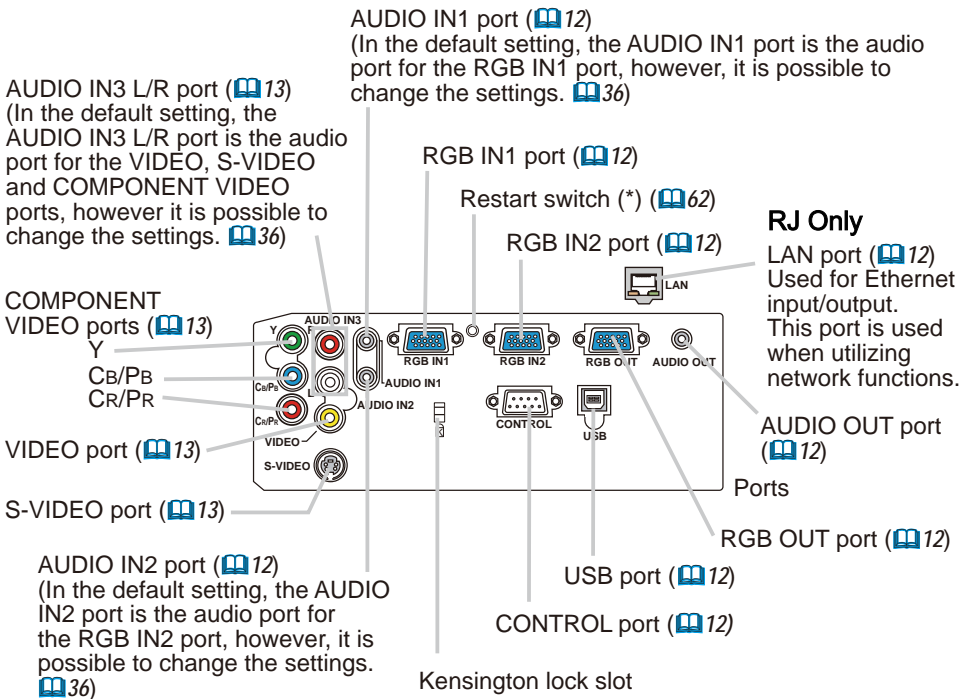 AUDIO IN1 port (12)
(In the default setting, the AUDIO IN1 port is the audio
port for the RGB IN1 port, however, it is possible to
change the settings. 36)
AUDIO IN3 L/R port (13)
(In the default setting, the
AUDIO IN3 L/R port is the audio
port for the VIDEO, S-VIDEO
and COMPONENT VIDEO
ports, however it is possible to
change the settings. 36)
RGB IN1 port (12)
Restart switch (*) (62)
RGB IN2 port (12)
RJ Only
LAN port (12)
Used for Ethernet
input/output.
This port is used
when utilizing
network functions.
COMPONENT
VIDEO ports (13)
Y
CB/PB
CR/PR
VIDEO port (13)
S-VIDEO port (13)
LAN
AUDIO IN3
Y
R
RGB IN1
RGB IN2
RGB OUT
AUDIO OUT
CB/PB
L
AUDIO IN1
CR/PR
AUDIO IN2
CONTROL
USB
VIDEO
S-VIDEO
AUDIO OUT port
(12)
Ports
RGB OUT port (12)
AUDIO IN2 port (12)
(In the default setting, the AUDIO
IN2 port is the audio port for
the RGB IN2 port, however, it is
possible to change the settings.
36)
USB port (12)
CONTROL port (12)
Kensington lock slot